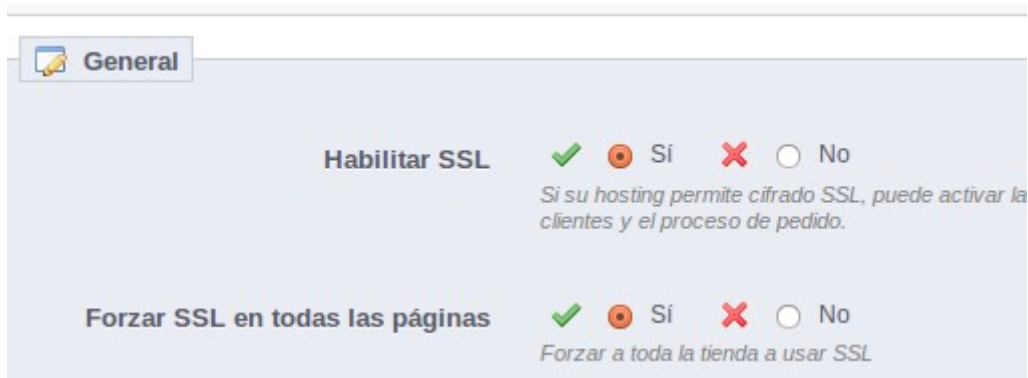 General
Habilitar SSL Sí No
Si su hosting permite cifrado SSL, puede activar la
clientes y el proceso de pedido.
Forzar SSL en todas las páginas Sí No
Forzar a toda la tienda a usar SSL